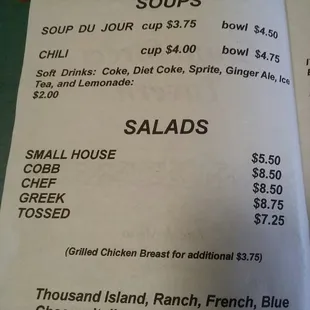 SOUPS
SOUP DU JOUR cup $3.75 bowl $4.50
CHILI cup $4.00 bowl $4.75
Soft Drinks: Coke, Diet Coke, Sprite, Ginger Ale, Ice
Tea, and Lemonade:
$2.00
SALADS
SMALL HOUSE $5.50
COBB $8.50
CHEF $8.50
GREEK $8.75
TOSSED $7.25
(Grilled Chicken Breast for additional $3.75)
Thousand Island, Ranch, French, Blue